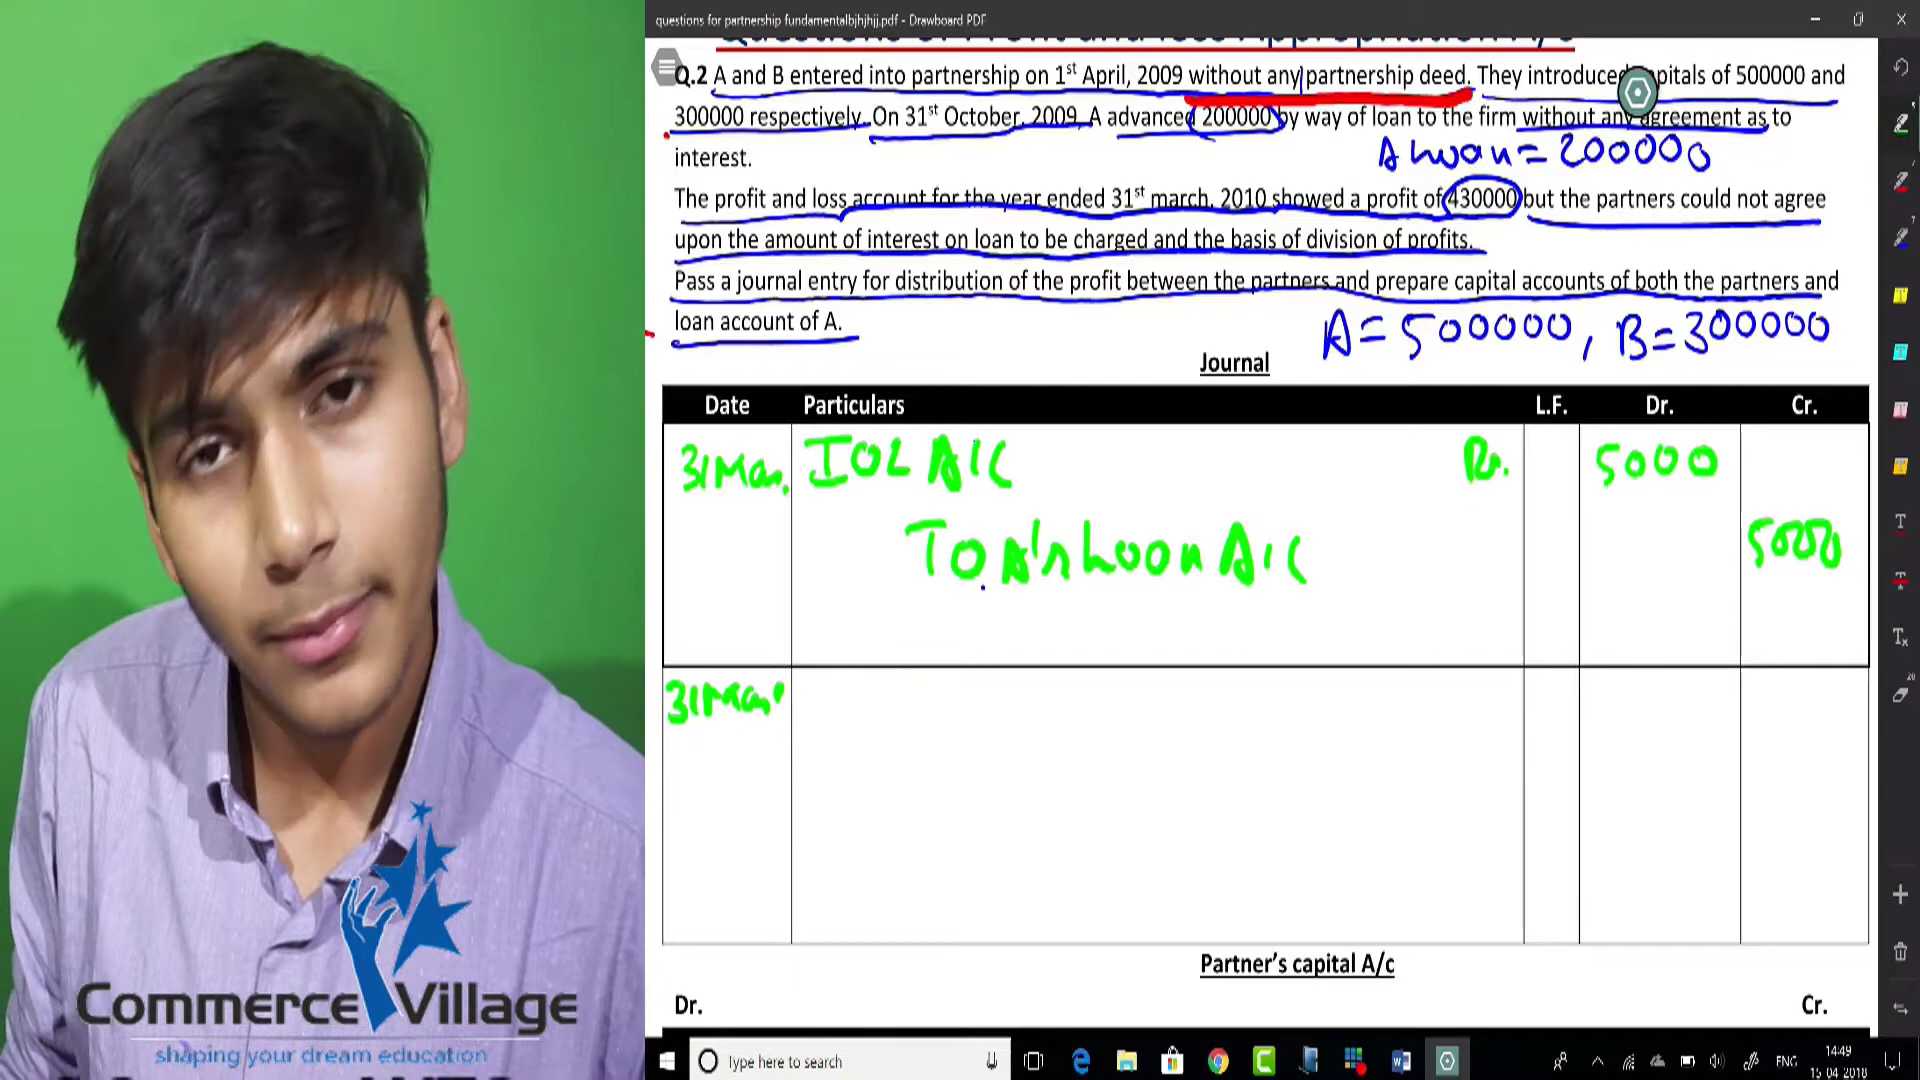 questions for partnership fundamentalbjhjhjj.pdf - Drawboard PDF
Q.2 A and B entered into partnership on 1st April, 2009 without any partnership deed. They introduced capitals of 500000 and
300000 respectively. On 31st October, 2009, A advanced 200000 by way of loan to the firm without any agreement as to
interest.
A Loan = 200000
The profit and loss account for the year ended 31st march, 2010 showed a profit of 430000 but the partners could not agree
upon the amount of interest on loan to be charged and the basis of division of profits.
Pass a journal entry for distribution of the profit between the partners and prepare capital accounts of both the partners and
loan account of A.
A = 500000, B = 300000
Journal
Date Particulars L.F. Dr. Cr.
31 Mar. IOL A/C Dr. 5000
To A's Loan A/C 5000
31 Mar.
Partner's capital A/c
Dr. Cr.
Commerce Village
shaping your dream education
Type here to search
ENG
14:49
15-04-2018